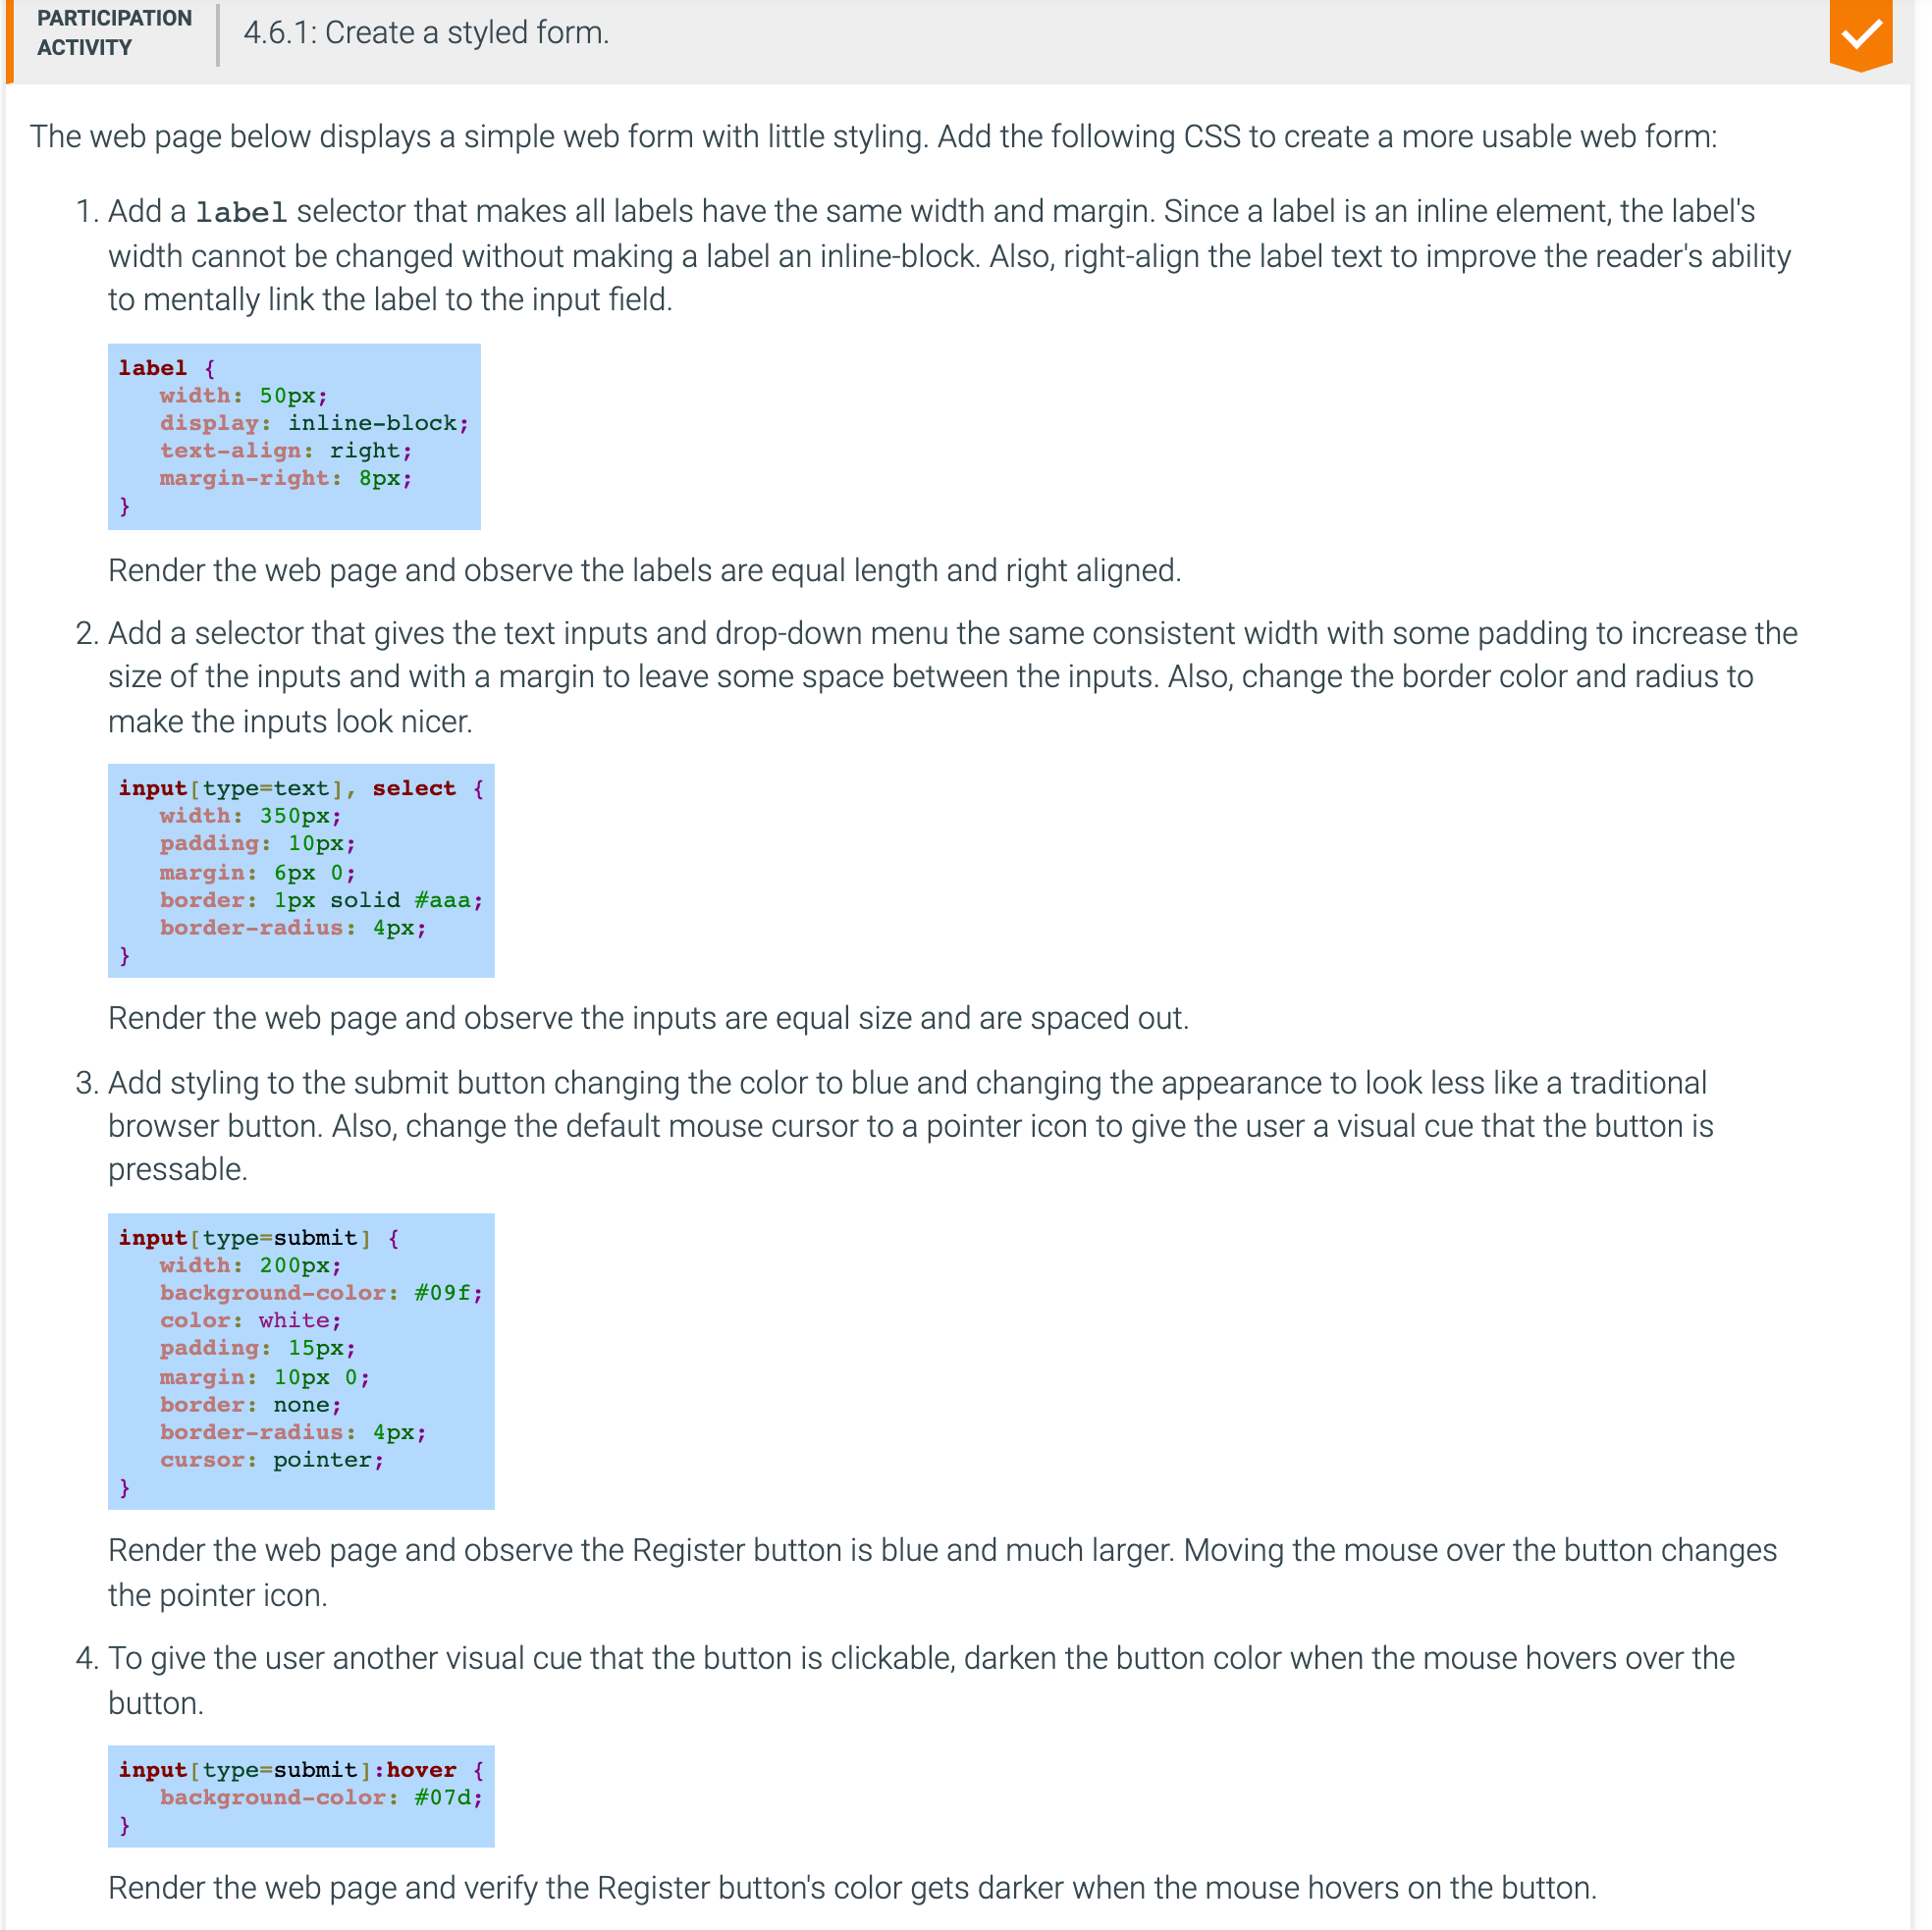 PARTICIPATION
ACTIVITY
4.6.1: Create a styled form.
The web page below displays a simple web form with little styling. Add the following CSS to create a more usable web form:
1. Add a label selector that makes all labels have the same width and margin. Since a label is an inline element, the label's
width cannot be changed without making a label an inline-block. Also, right-align the label text to improve the reader's ability
to mentally link the label to the input field.
label {
   width: 50px;
   display: inline-block;
   text-align: right;
   margin-right: 8px;
}
Render the web page and observe the labels are equal length and right aligned.
2. Add a selector that gives the text inputs and drop-down menu the same consistent width with some padding to increase the
size of the inputs and with a margin to leave some space between the inputs. Also, change the border color and radius to
make the inputs look nicer.
input[type=text], select {
   width: 350px;
   padding: 10px;
   margin: 6px 0;
   border: 1px solid #aaa;
   border-radius: 4px;
}
Render the web page and observe the inputs are equal size and are spaced out.
3. Add styling to the submit button changing the color to blue and changing the appearance to look less like a traditional
browser button. Also, change the default mouse cursor to a pointer icon to give the user a visual cue that the button is
pressable.
input[type=submit] {
   width: 200px;
   background-color: #09f;
   color: white;
   padding: 15px;
   margin: 10px 0;
   border: none;
   border-radius: 4px;
   cursor: pointer;
}
Render the web page and observe the Register button is blue and much larger. Moving the mouse over the button changes
the pointer icon.
4. To give the user another visual cue that the button is clickable, darken the button color when the mouse hovers over the
button.
input[type=submit]:hover {
   background-color: #07d;
}
Render the web page and verify the Register button's color gets darker when the mouse hovers on the button.